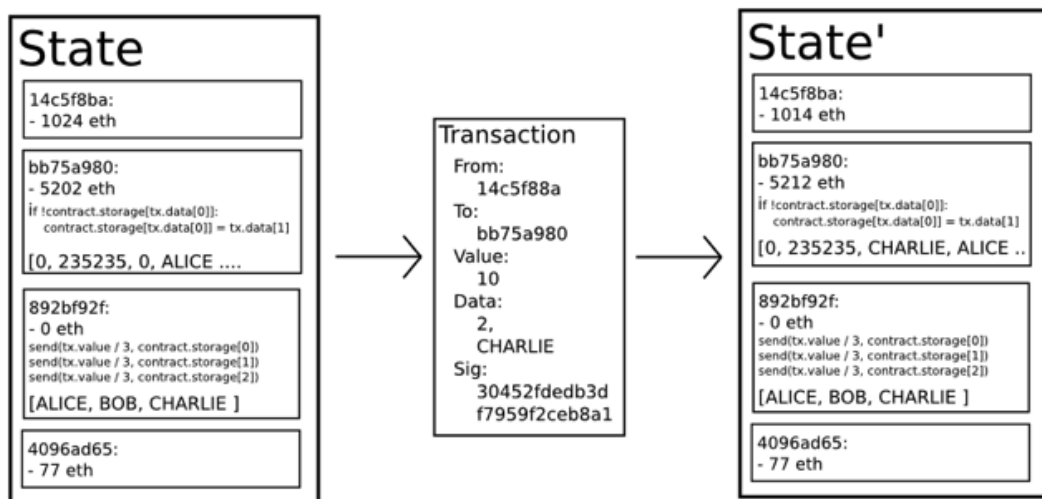 State
14c5f8ba:
- 1024 eth
bb75a980:
- 5202 eth
if !contract.storage[tx.data[0]]:
contract.storage[tx.data[0]] = tx.data[1]
[0, 235235, 0, ALICE ....
892bf92f:
- 0 eth
send(tx.value / 3, contract.storage[0])
send(tx.value / 3, contract.storage[1])
send(tx.value / 3, contract.storage[2])
[ALICE, BOB, CHARLIE ]
4096ad65:
- 77 eth
Transaction
From:
14c5f88a
To:
bb75a980
Value:
10
Data:
2,
CHARLIE
Sig:
30452fdedb3d
f7959f2ceb8a1
State'
14c5f8ba:
- 1014 eth
bb75a980:
- 5212 eth
if !contract.storage[tx.data[0]]:
contract.storage[tx.data[0]] = tx.data[1]
[0, 235235, CHARLIE, ALICE ..
892bf92f:
- 0 eth
send(tx.value / 3, contract.storage[0])
send(tx.value / 3, contract.storage[1])
send(tx.value / 3, contract.storage[2])
[ALICE, BOB, CHARLIE ]
4096ad65:
- 77 eth